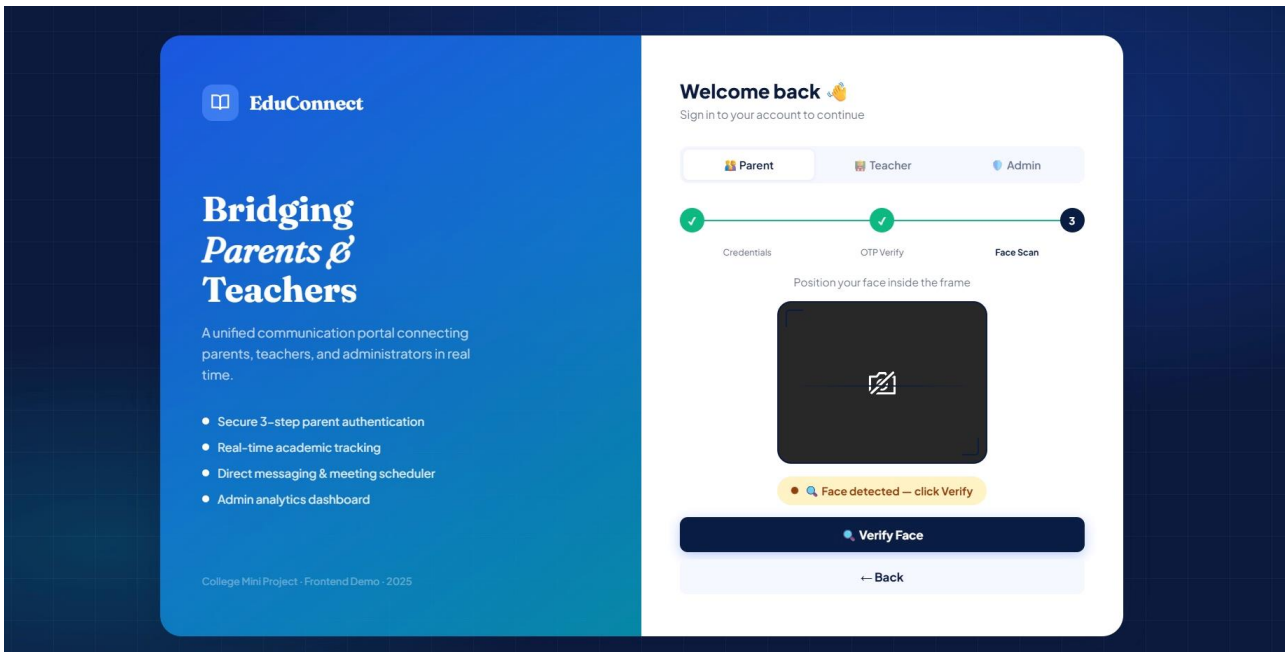 EduConnect
Bridging
Parents &
Teachers
A unified communication portal connecting
parents, teachers, and administrators in real
time.
Secure 3-step parent authentication
Real-time academic tracking
Direct messaging & meeting scheduler
Admin analytics dashboard
College Mini Project · Frontend Demo · 2025
Welcome back 👋
Sign in to your account to continue
Parent Teacher Admin
✓ ✓ 3
Credentials OTP Verify Face Scan
Position your face inside the frame
🔍 Face detected — click Verify
🔍 Verify Face
← Back